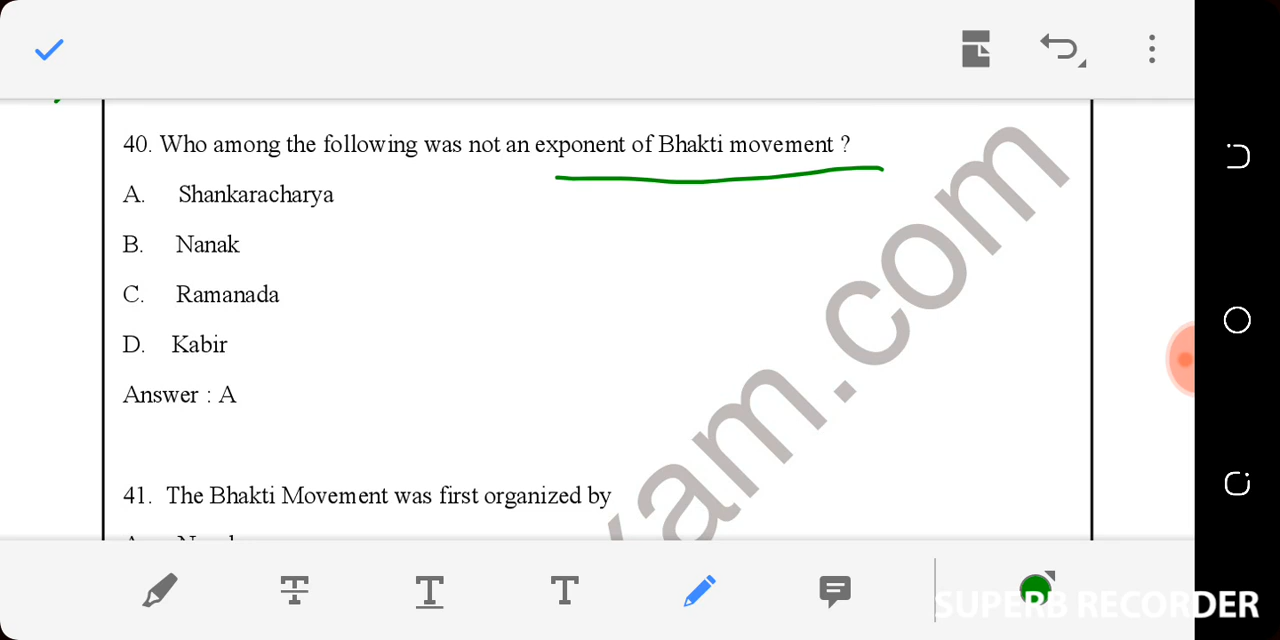 40. Who among the following was not an exponent of Bhakti movement ?
A. Shankaracharya
B. Nanak
C. Ramanada
D. Kabir
Answer : A
41. The Bhakti Movement was first organized by
am.com
SUPERB RECORDER